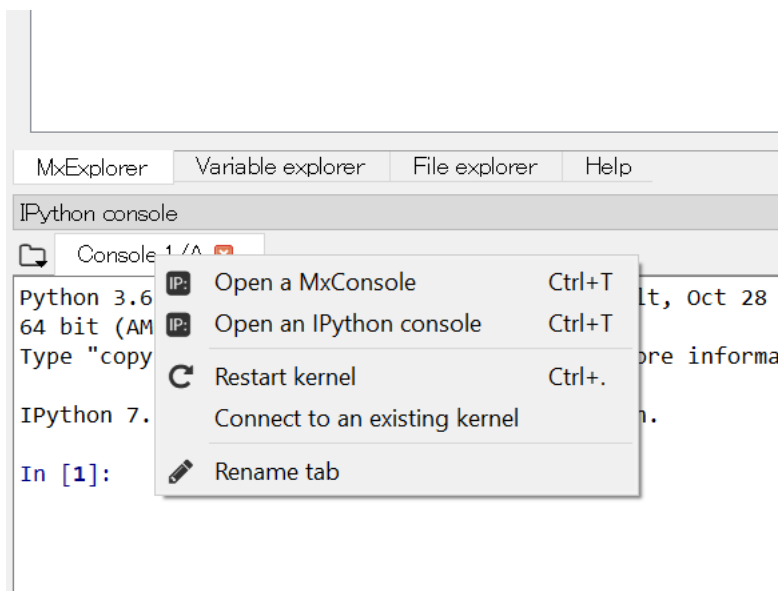 MxExplorer Variable explorer File explorer Help
IPython console
Console 1/A
Open a MxConsole Ctrl+T
Open an IPython console Ctrl+T
Restart kernel Ctrl+.
Connect to an existing kernel
Rename tab
Python 3.6 lt, Oct 28
64 bit (AM
Type "copy ore informa
IPython 7. n.
In [1]: